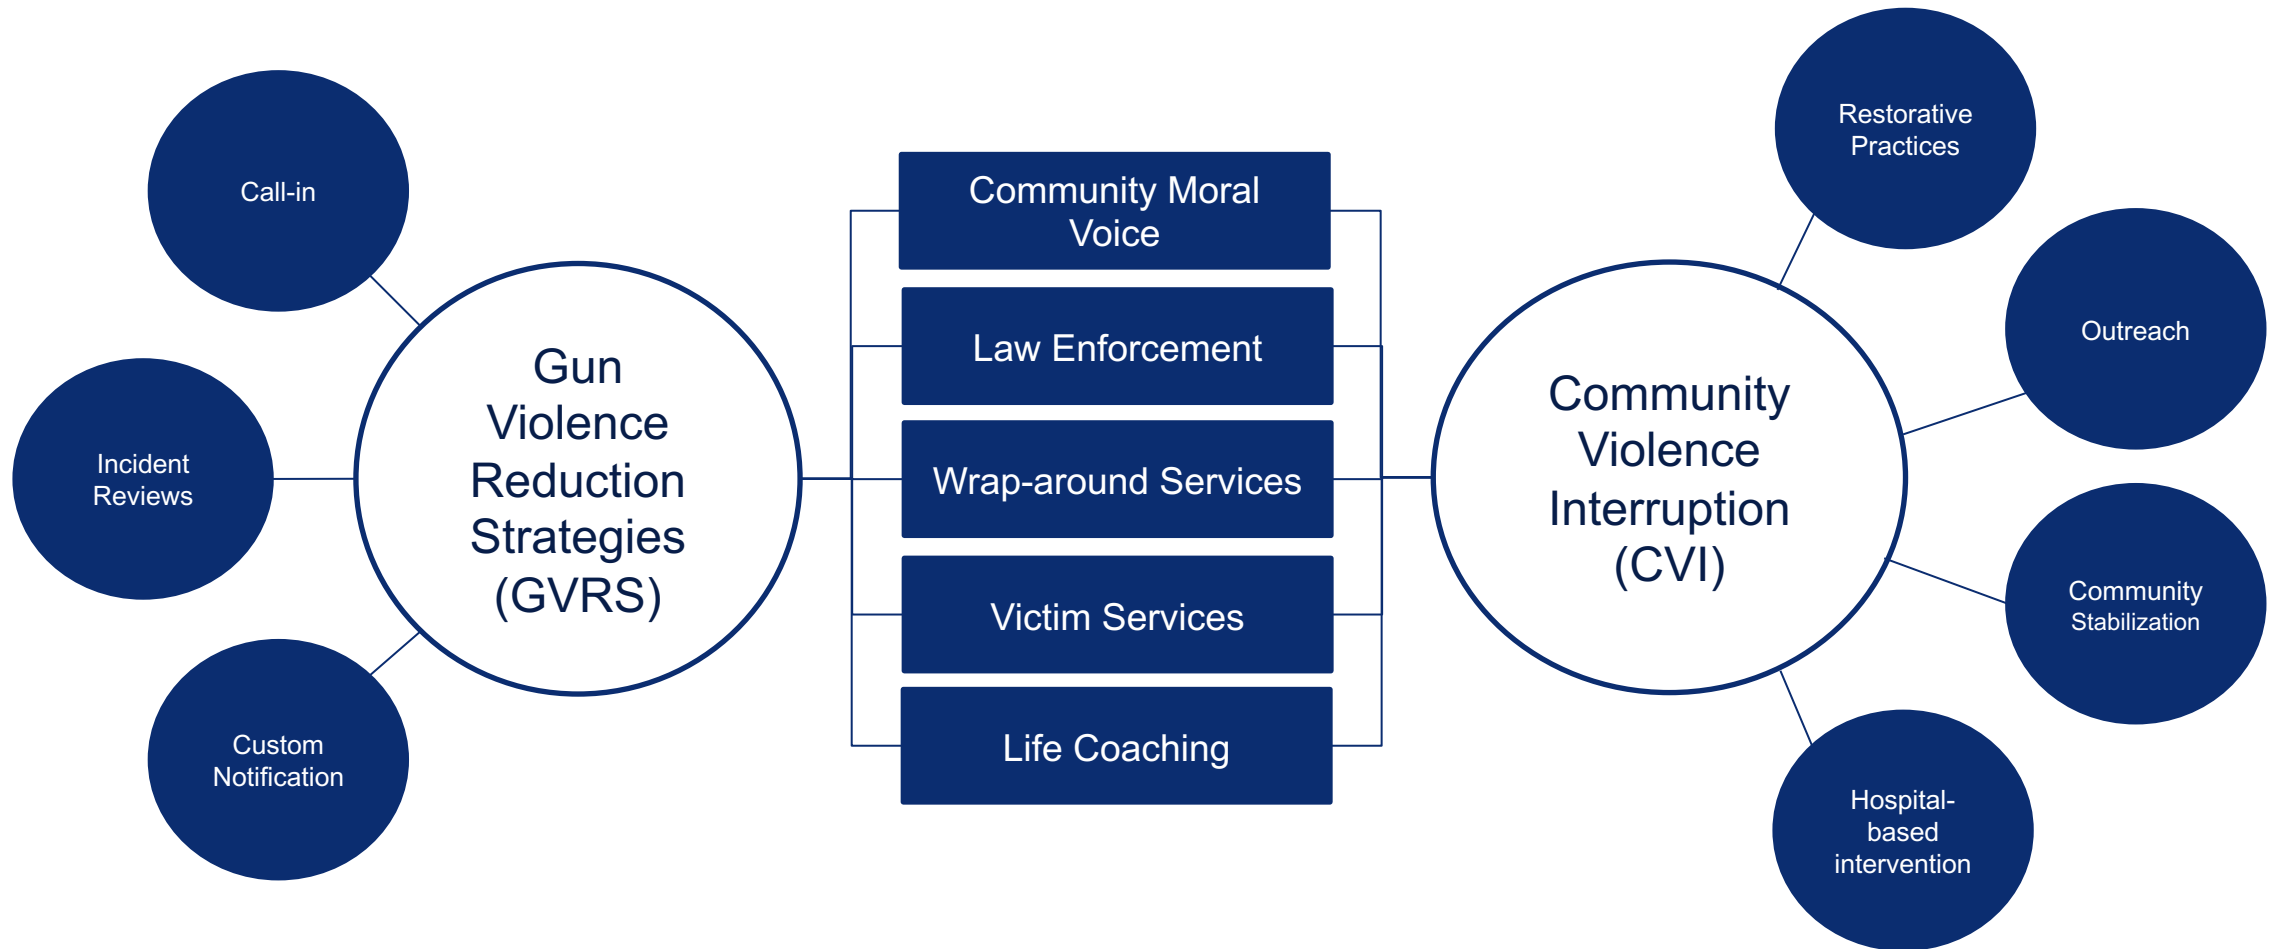 Call-in
Incident
Reviews
Custom
Notification
Gun
Violence
Reduction
Strategies
(GVRS)
Community Moral
Voice
Law Enforcement
Wrap-around Services
Victim Services
Life Coaching
Community
Violence
Interruption
(CVI)
Restorative
Practices
Outreach
Community
Stabilization
Hospital-
based
intervention